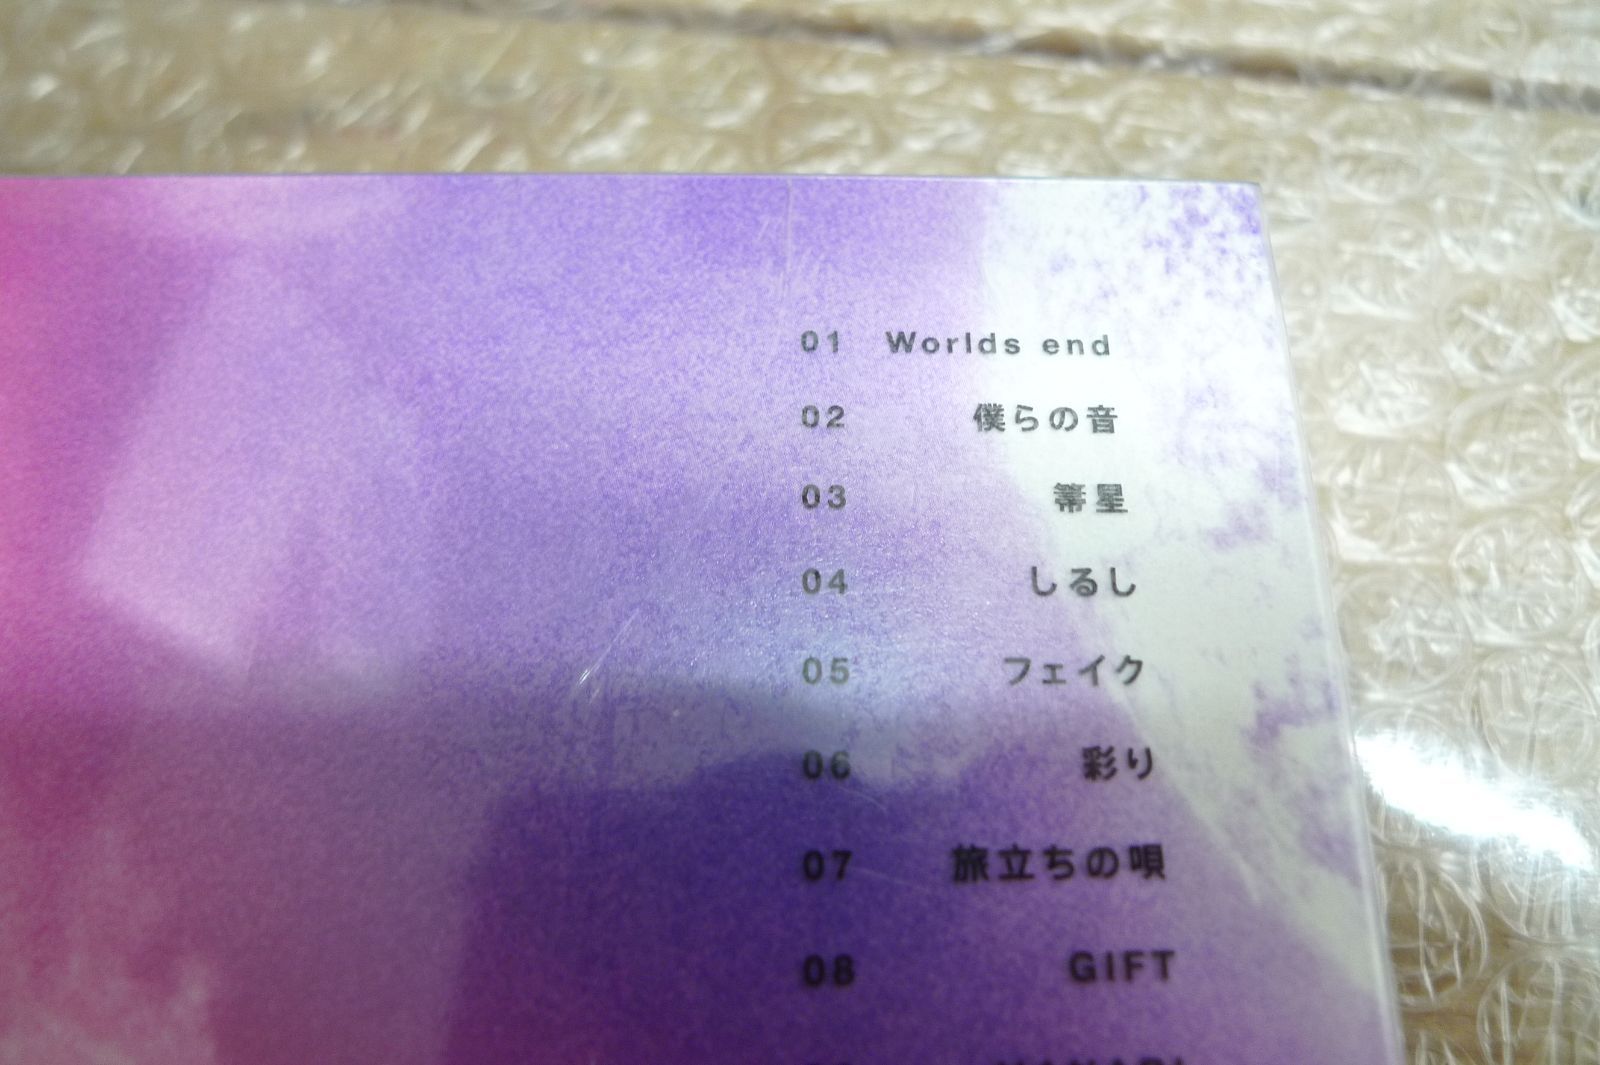 01 Worlds end
02 僕らの音
03 箒星
04 しるし
05 フェイク
06 彩り
07 旅立ちの唄
08 GIFT